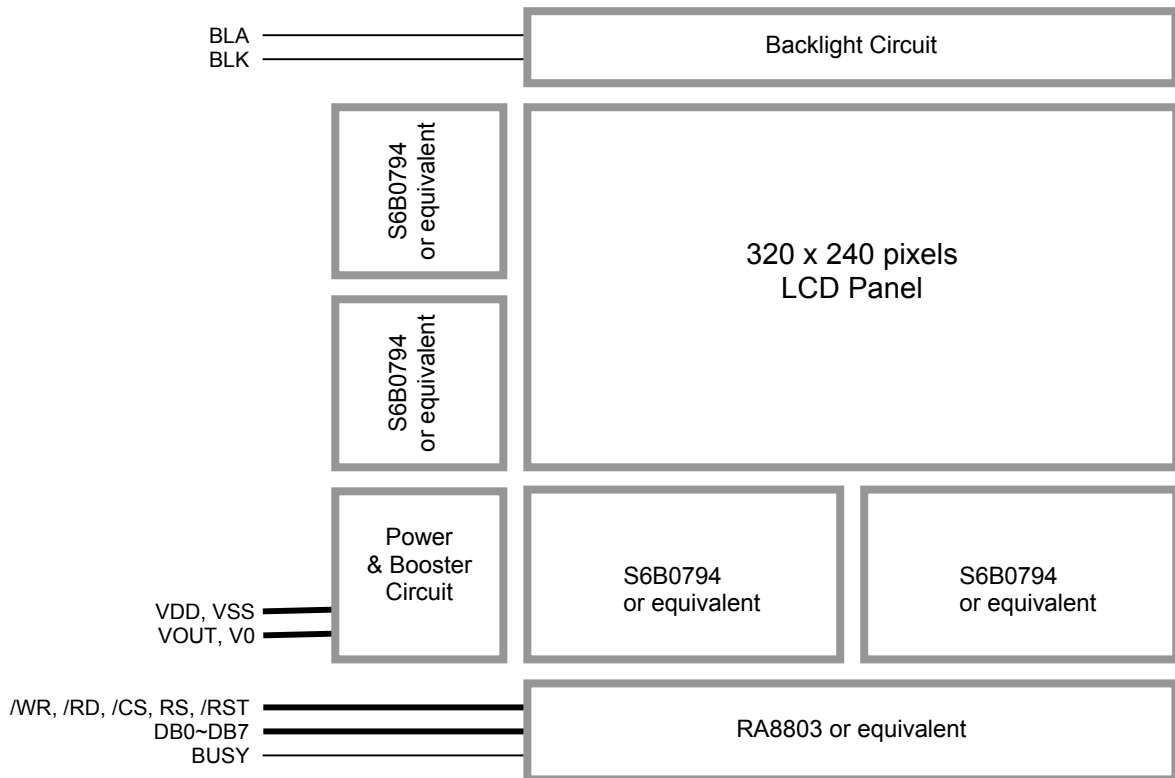 BLA
BLK
Backlight Circuit
S6B0794
or equivalent
320 x 240 pixels
LCD Panel
S6B0794
or equivalent
Power
& Booster
Circuit
S6B0794
or equivalent
S6B0794
or equivalent
VDD, VSS
VOUT, V0
/WR, /RD, /CS, RS, /RST
DB0~DB7
BUSY
RA8803 or equivalent